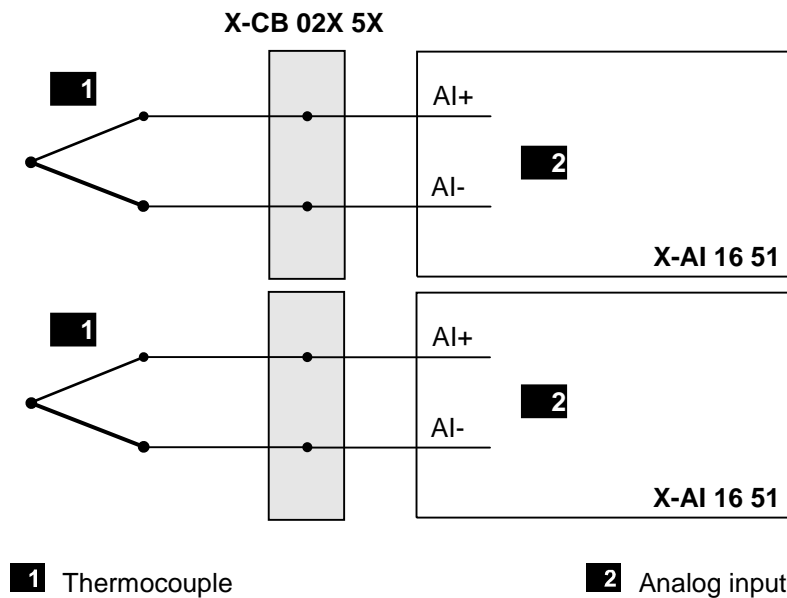 X-CB 02X 5X
1
AI+
2
AI-
X-AI 16 51
1
AI+
2
AI-
X-AI 16 51
1 Thermocouple
2 Analog input